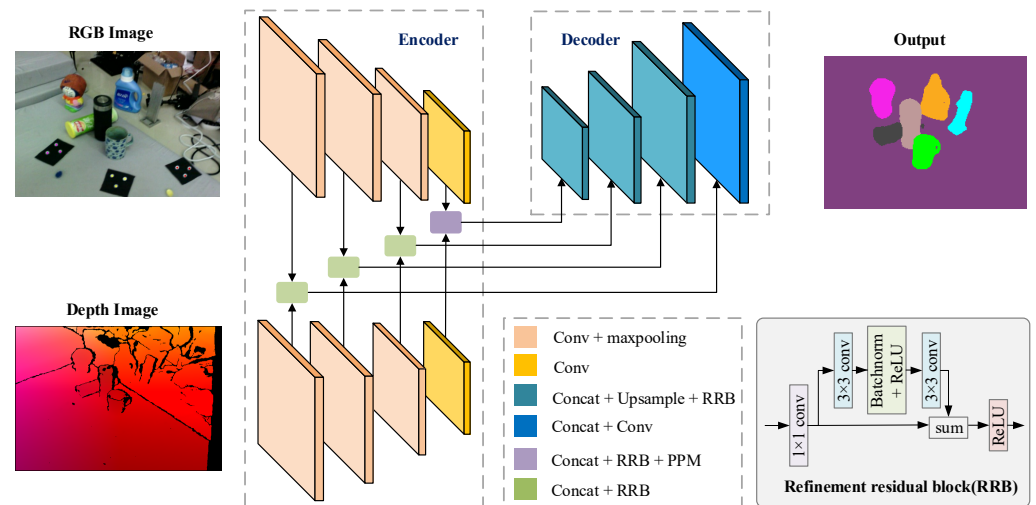 RGB Image
Encoder
Decoder
Output
Depth Image
Conv + maxpooling
Conv
Concat + Upsample + RRB
Concat + Conv
Concat + RRB + PPM
Concat + RRB
1×1 conv
3×3 conv
Batchnorm
+ ReLU
3×3 conv
sum
ReLU
Refinement residual block(RRB)